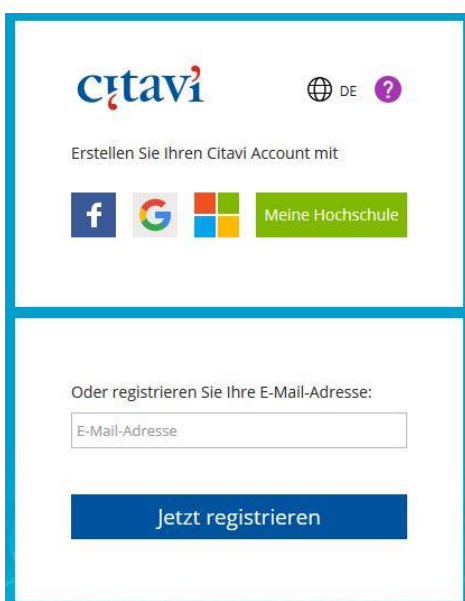 citavi
DE ?
Erstellen Sie Ihren Citavi Account mit
f G Meine Hochschule
Oder registrieren Sie Ihre E-Mail-Adresse:
E-Mail-Adresse
Jetzt registrieren